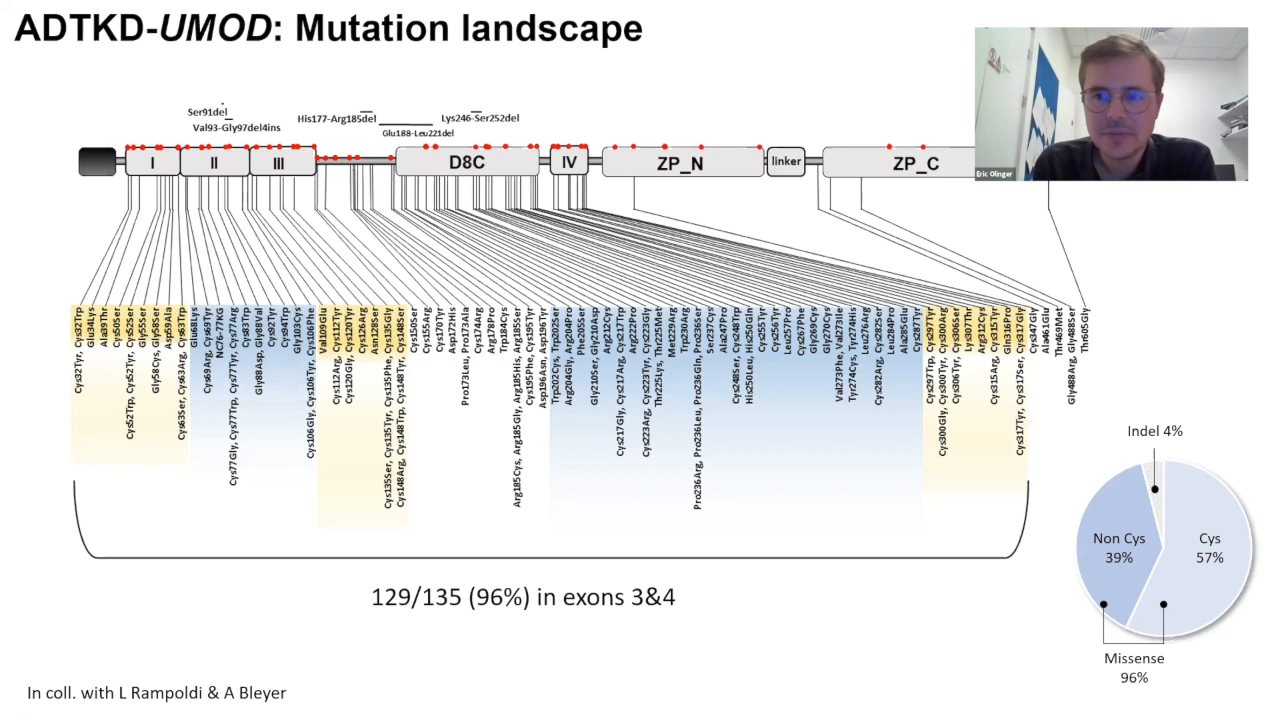 ADTKD-UMOD: Mutation landscape
Ser91del
Val93-Gly97del4ins
His177-Arg185del
Glu188-Leu221del
Lys246-Ser252del
I
II
III
D8C
IV
ZP_N
linker
ZP_C
Eric Olinger
Cys32Tyr, Cys32Trp
Glu34Lys
Ala39Thr
Cys50Ser
Cys52Trp, Cys52Tyr, Cys52Ser
Gly55Ser
Gly58Cys, Gly58Ser
Asp59Ala
Cys63Ser, Cys63Arg, Cys63Trp
Glu68Lys
Cys69Arg, Cys69Tyr
NC76-77KG
Cys77Gly, Cys77Trp, Cys77Tyr, Cys77Arg
Cys83Trp
Gly88Asp, Gly88Val
Cys92Tyr
Cys94Trp
Gly103Cys
Cys106Gly, Cys106Tyr, Cys106Phe
Val109Glu
Cys112Arg, Cys112Tyr
Cys120Gly, Cys120Tyr
Cys126Arg
Asn128Ser
Cys135Ser, Cys135Tyr, Cys135Phe, Cys135Gly
Cys148Arg, Cys148Trp, Cys148Tyr, Cys148Ser
Cys150Ser
Cys155Arg
Cys170Tyr
Asp172His
Pro173Leu, Pro173Ala
Cys174Arg
Arg178Pro
Trp184Cys
Arg185Cys, Arg185Gly, Arg185His, Arg185Ser
Cys195Phe, Cys195Tyr
Asp196Asn, Asp196Tyr
Trp202Cys, Trp202Ser
Arg204Gly, Arg204Pro
Phe205Ser
Gly210Ser, Gly210Asp
Arg212Cys
Cys217Gly, Cys217Arg, Cys217Trp
Arg222Pro
Cys223Arg, Cys223Tyr, Cys223Gly
Thr225Lys, Thr225Met
Met229Arg
Trp230Arg
Pro236Arg, Pro236Leu, Pro236Gln, Pro236Ser
Ser237Cys
Ala247Pro
Cys248Ser, Cys248Trp
His250Leu, His250Gln
Cys255Tyr
Cys256Tyr
Leu257Pro
Cys267Phe
Gly269Cys
Gly270Cys
Val273Phe, Val273Ile
Tyr274Cys, Tyr274His
Leu276Arg
Cys282Arg, Cys282Ser
Leu284Pro
Ala285Glu
Cys287Tyr
Cys297Trp, Cys297Tyr
Cys300Gly, Cys300Tyr, Cys300Arg
Cys306Tyr, Cys306Ser
Lys307Thr
Arg312Cys
Cys315Arg, Cys315Tyr
Gln316Pro
Cys317Tyr, Cys317Ser, Cys317Gly
Cys347Gly
Ala461Glu
Thr469Met
Gly488Arg, Gly488Ser
Thr605Gly
129/135 (96%) in exons 3&4
Indel 4%
Non Cys
39%
Cys
57%
Missense
96%
In coll. with L Rampoldi & A Bleyer